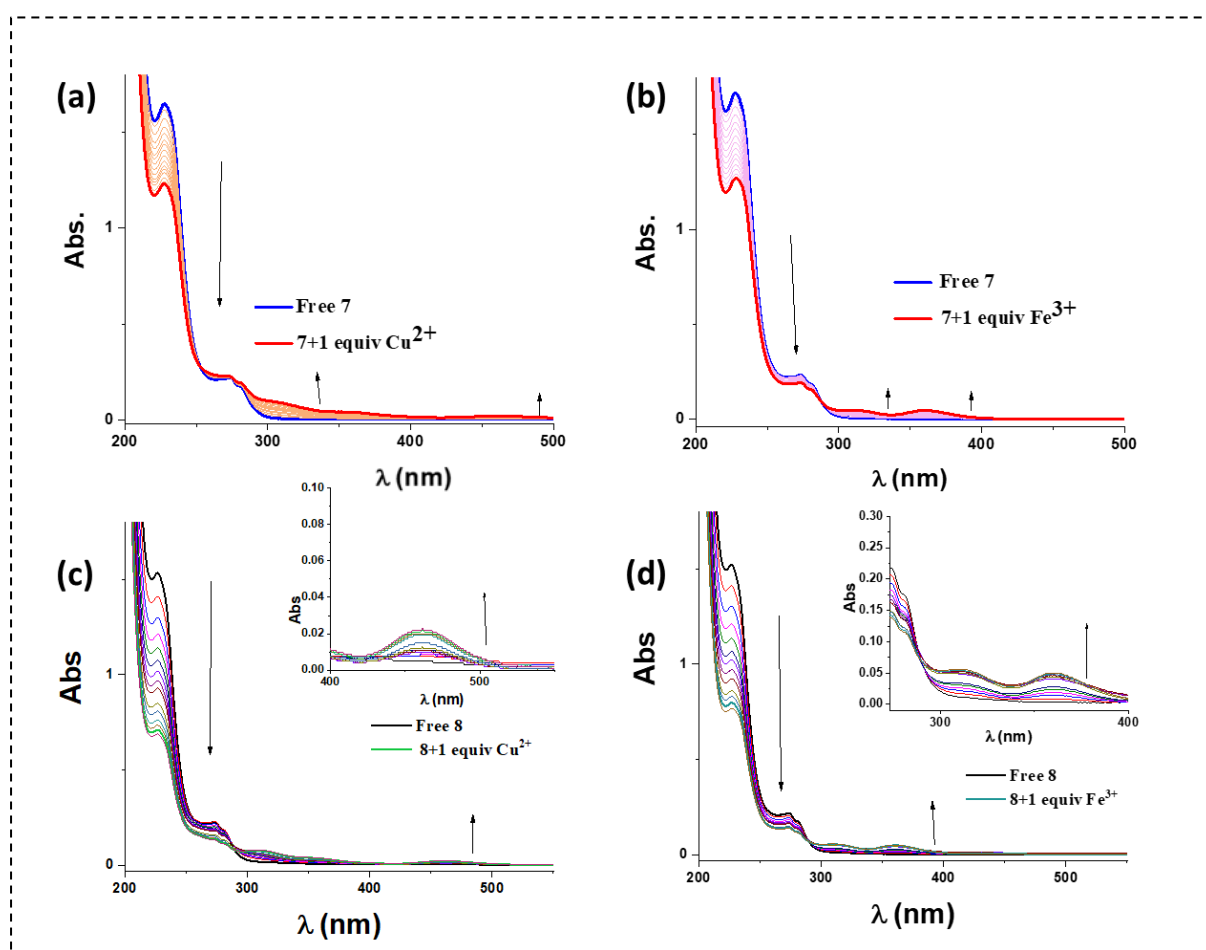 (a)
Abs.
1
0
Free 7
7+1 equiv Cu²⁺
200 300 400 500
λ (nm)
(b)
Abs.
1
0
Free 7
7+1 equiv Fe³⁺
200 300 400 500
λ (nm)
(c)
Abs
1
0
0.10
0.08
0.06
0.04
0.02
0.00
Abs
400 500
λ (nm)
Free 8
8+1 equiv Cu²⁺
200 300 400 500
λ (nm)
(d)
Abs
1
0
0.30
0.25
0.20
0.15
0.10
0.05
0.00
Abs
300 400
λ (nm)
Free 8
8+1 equiv Fe³⁺
200 300 400 500
λ (nm)